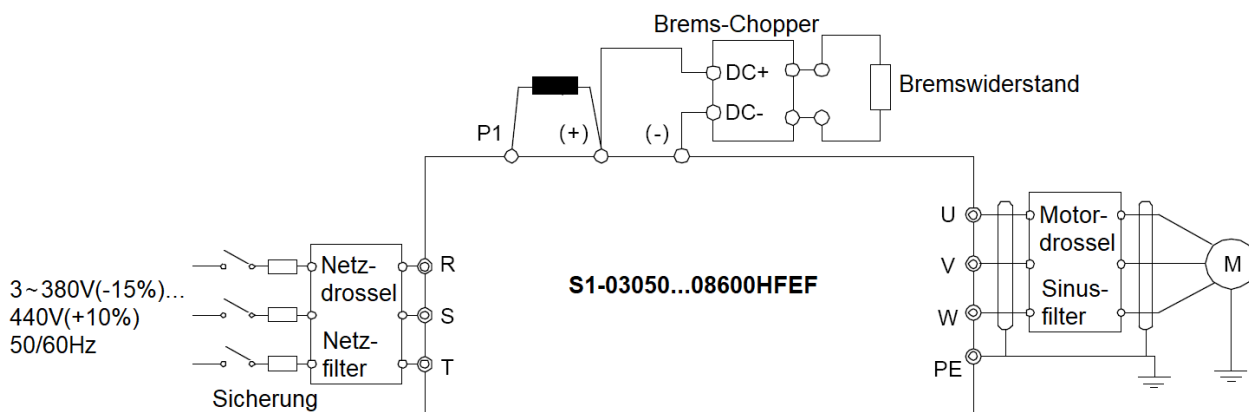 Brems-Chopper
DC+
Bremswiderstand
DC-
P1
(+)
(-)
U
Motor-
drossel
V
M
Sinus-
filter
W
PE
S1-03050...08600HFEF
Netz-
drossel
R
3~380V(-15%)...
440V(+10%)
50/60Hz
S
Netz-
filter
T
Sicherung